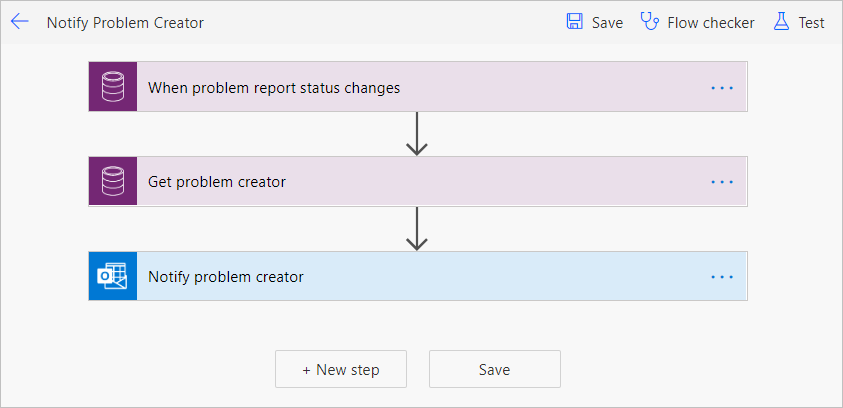 Notify Problem Creator
Save
Flow checker
Test
When problem report status changes
Get problem creator
Notify problem creator
+ New step
Save